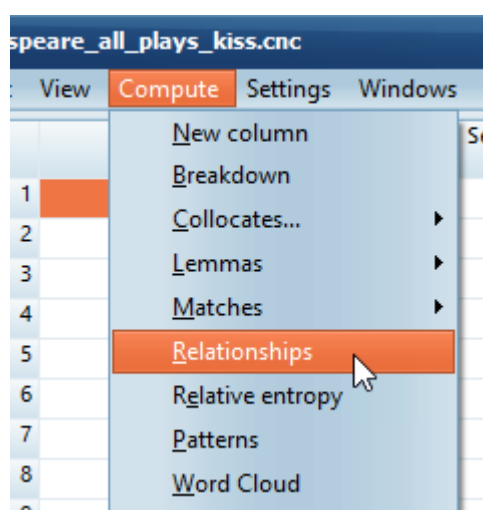 speare_all_plays_kiss.cnc
View Compute Settings Windows
New column
1 Breakdown
2 Collocates...
3 Lemmas
4 Matches
5 Relationships
6 Relative entropy
7 Patterns
8 Word Cloud